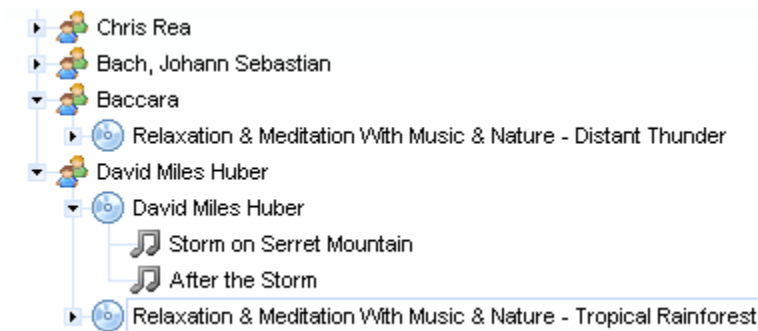 Chris Rea
Bach, Johann Sebastian
Baccara
Relaxation & Meditation With Music & Nature - Distant Thunder
David Miles Huber
David Miles Huber
Storm on Serret Mountain
After the Storm
Relaxation & Meditation With Music & Nature - Tropical Rainforest